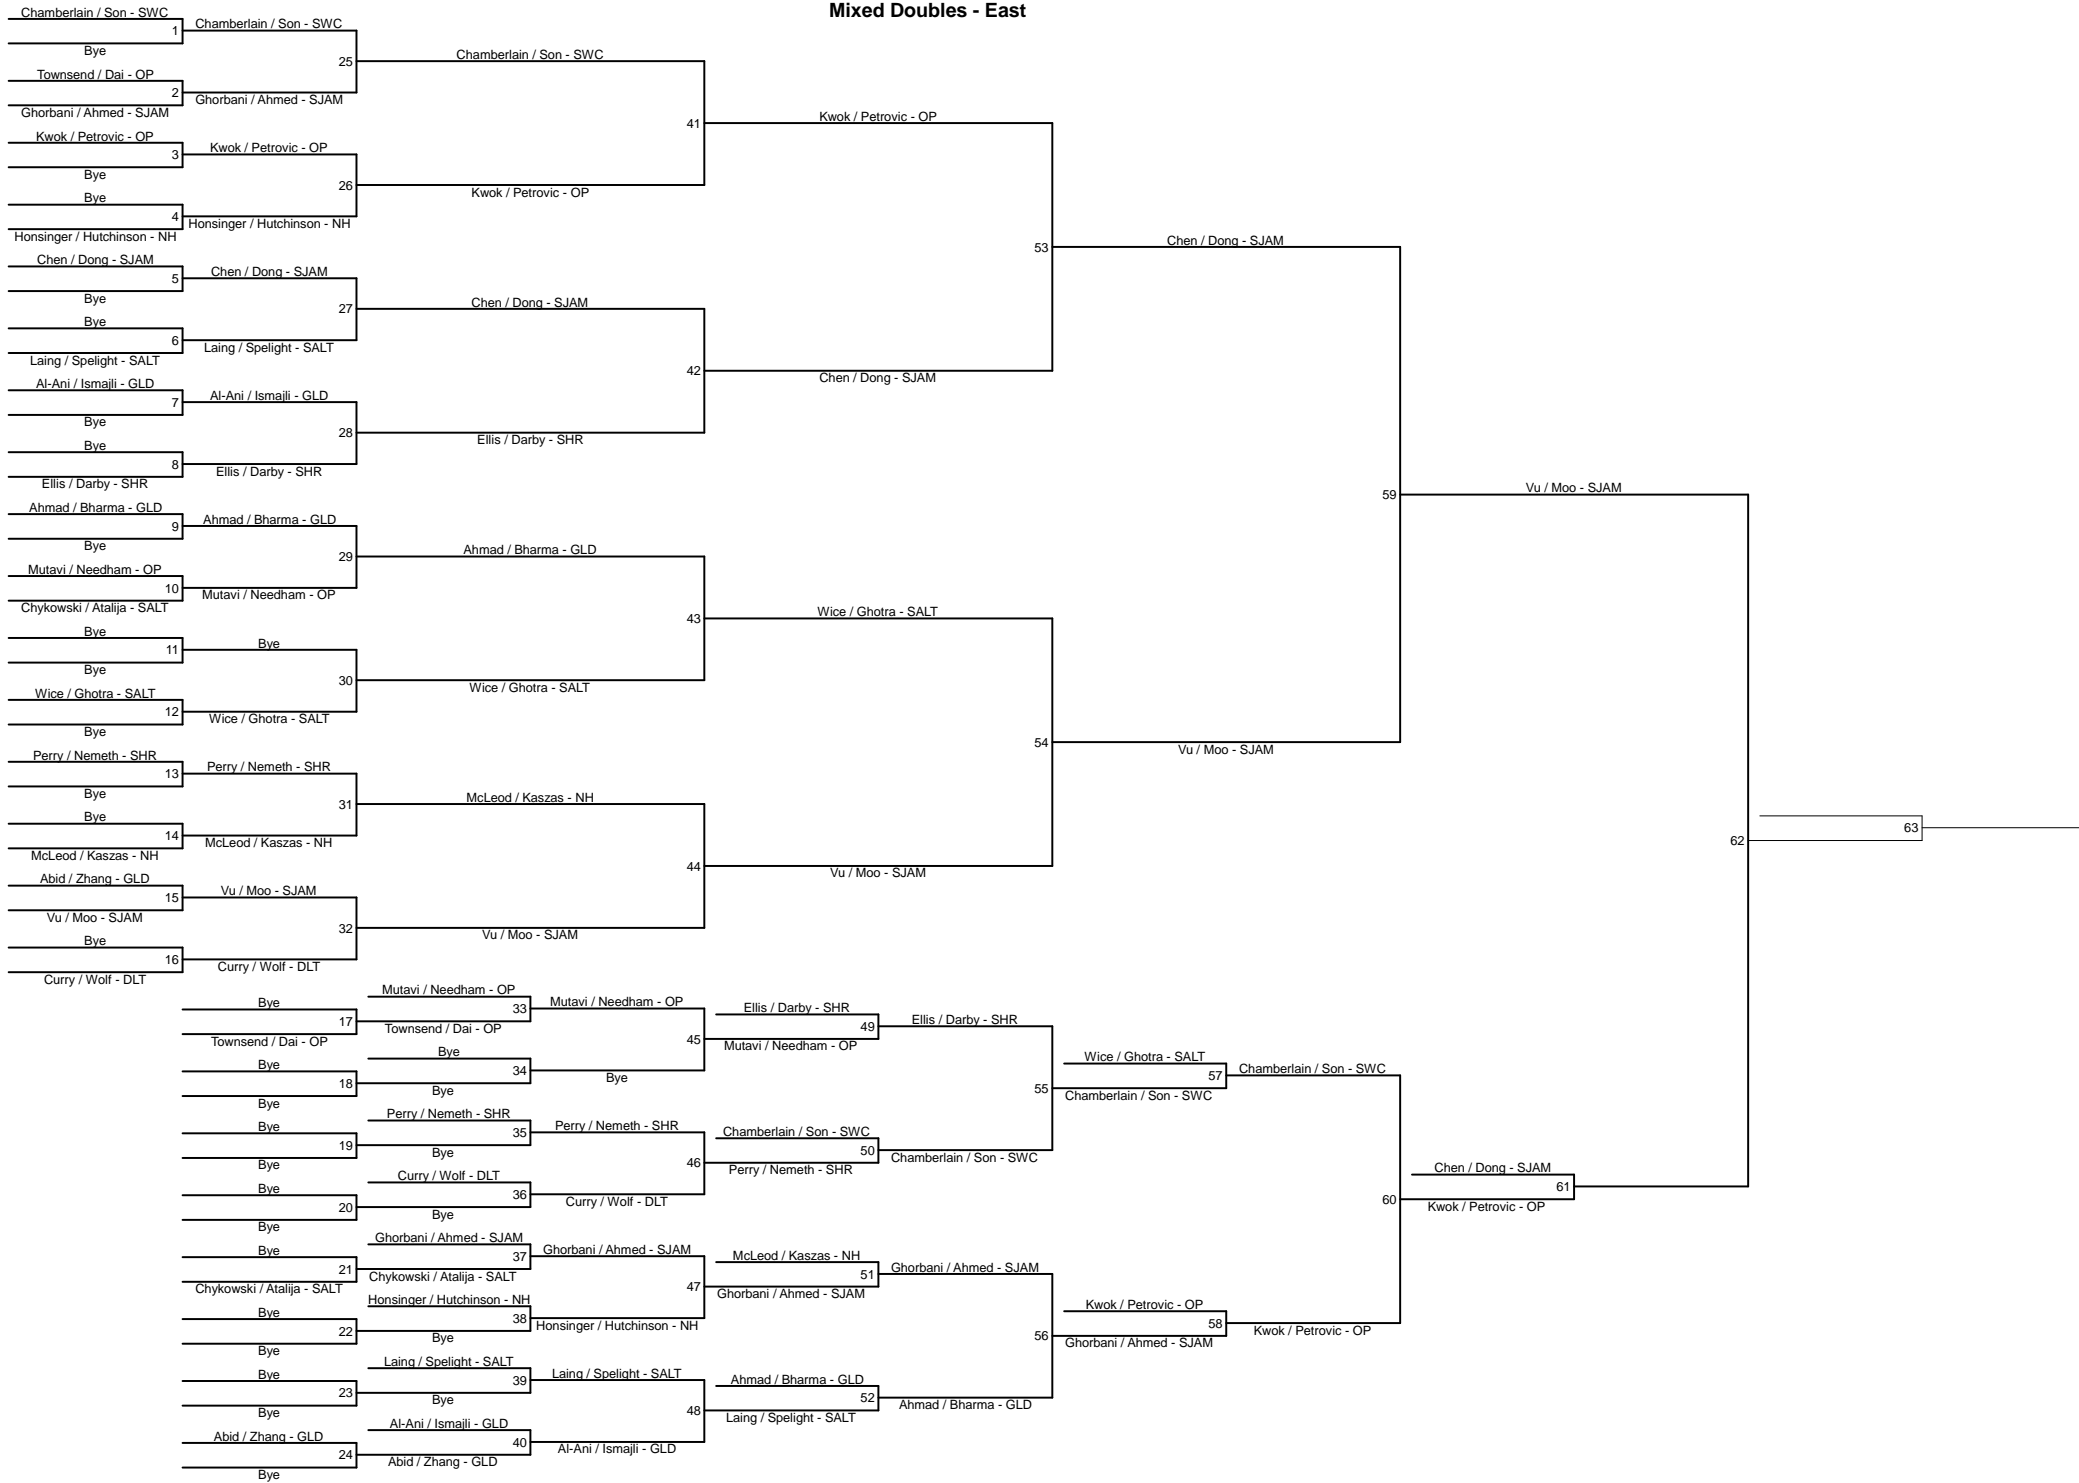 Mixed Doubles - East
Chamberlain / Son - SWC
1
Bye
Townsend / Dai - OP
2
Ghorbani / Ahmed - SJAM
Kwok / Petrovic - OP
3
Bye
Bye
4
Honsinger / Hutchinson - NH
Chen / Dong - SJAM
5
Bye
Bye
6
Laing / Spelight - SALT
Al-Ani / Ismajli - GLD
7
Bye
Bye
8
Ellis / Darby - SHR
Ahmad / Bharma - GLD
9
Bye
Mutavi / Needham - OP
10
Chykowski / Atalija - SALT
Bye
11
Bye
Wice / Ghotra - SALT
12
Bye
Perry / Nemeth - SHR
13
Bye
Bye
14
McLeod / Kaszas - NH
Abid / Zhang - GLD
15
Vu / Moo - SJAM
Bye
16
Curry / Wolf - DLT
Chamberlain / Son - SWC
25
Ghorbani / Ahmed - SJAM
Kwok / Petrovic - OP
26
Honsinger / Hutchinson - NH
Chen / Dong - SJAM
27
Laing / Spelight - SALT
Al-Ani / Ismajli - GLD
28
Ellis / Darby - SHR
Ahmad / Bharma - GLD
29
Mutavi / Needham - OP
Bye
30
Wice / Ghotra - SALT
Perry / Nemeth - SHR
31
McLeod / Kaszas - NH
Vu / Moo - SJAM
32
Curry / Wolf - DLT
Chamberlain / Son - SWC
41
Kwok / Petrovic - OP
Chen / Dong - SJAM
42
Ellis / Darby - SHR
Ahmad / Bharma - GLD
43
Wice / Ghotra - SALT
McLeod / Kaszas - NH
44
Vu / Moo - SJAM
Kwok / Petrovic - OP
53
Chen / Dong - SJAM
Wice / Ghotra - SALT
54
Vu / Moo - SJAM
Chen / Dong - SJAM
59
Vu / Moo - SJAM
Vu / Moo - SJAM
62
63
Bye
17
Townsend / Dai - OP
Bye
18
Bye
Bye
19
Bye
Bye
20
Bye
Bye
21
Chykowski / Atalija - SALT
Bye
22
Bye
Bye
23
Bye
Abid / Zhang - GLD
24
Bye
Mutavi / Needham - OP
33
Townsend / Dai - OP
Bye
34
Bye
Perry / Nemeth - SHR
35
Bye
Curry / Wolf - DLT
36
Bye
Ghorbani / Ahmed - SJAM
37
Chykowski / Atalija - SALT
Honsinger / Hutchinson - NH
38
Bye
Laing / Spelight - SALT
39
Bye
Al-Ani / Ismajli - GLD
40
Abid / Zhang - GLD
Mutavi / Needham - OP
45
Bye
Perry / Nemeth - SHR
46
Curry / Wolf - DLT
Ghorbani / Ahmed - SJAM
47
Honsinger / Hutchinson - NH
Laing / Spelight - SALT
48
Al-Ani / Ismajli - GLD
Ellis / Darby - SHR
49
Mutavi / Needham - OP
Chamberlain / Son - SWC
50
Perry / Nemeth - SHR
McLeod / Kaszas - NH
51
Ghorbani / Ahmed - SJAM
Ahmad / Bharma - GLD
52
Laing / Spelight - SALT
Ellis / Darby - SHR
55
Chamberlain / Son - SWC
Ghorbani / Ahmed - SJAM
56
Ahmad / Bharma - GLD
Wice / Ghotra - SALT
57
Chamberlain / Son - SWC
Kwok / Petrovic - OP
58
Ghorbani / Ahmed - SJAM
Chamberlain / Son - SWC
60
Kwok / Petrovic - OP
Chen / Dong - SJAM
61
Kwok / Petrovic - OP